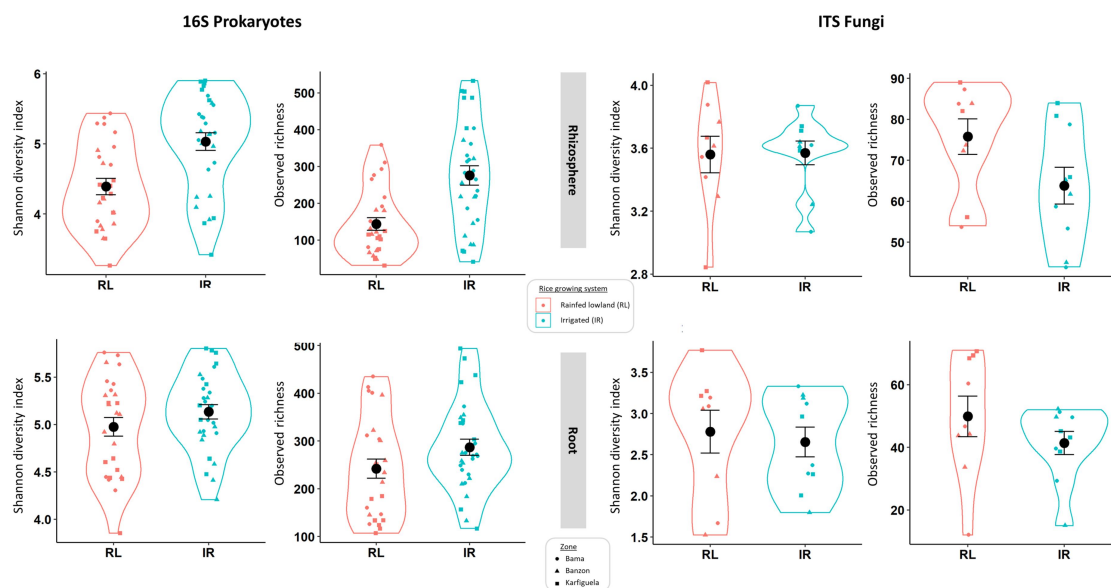 16S Prokaryotes
ITS Fungi
Shannon diversity index
6
5
4
RL
IR
Observed richness
500
400
300
200
100
RL
IR
Rhizosphere
Shannon diversity index
4.0
3.6
3.2
2.8
RL
IR
Observed richness
90
80
70
60
50
RL
IR
Rice growing system
Rainfed lowland (RL)
Irrigated (IR)
:
Shannon diversity index
5.5
5.0
4.5
4.0
RL
IR
Observed richness
500
400
300
200
100
RL
IR
Root
Shannon diversity index
3.5
3.0
2.5
2.0
1.5
RL
IR
Observed richness
60
40
20
RL
IR
Zone
Bama
Banzon
Karfiguela